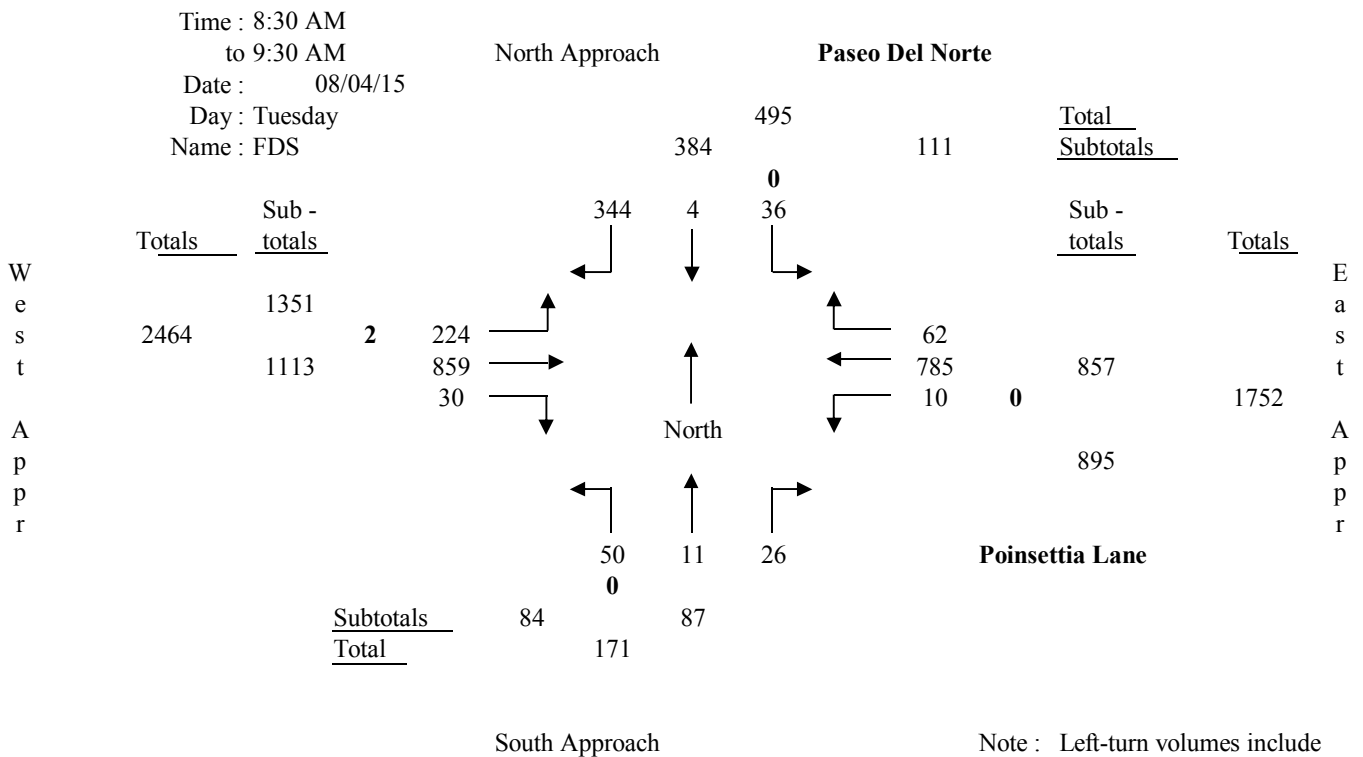 Time : 8:30 AM
to 9:30 AM North Approach Paseo Del Norte
Date : 08/04/15
Day : Tuesday 495 Total
Name : FDS 384 111 Subtotals
0
Sub - 344 4 36 Sub -
Totals totals totals Totals
W E
e 1351 a
s 2464 2 224 62 s
t 1113 859 785 857 t
30 10 0 1752
A North A
p 895 p
p p
r r
50 11 26 Poinsettia Lane
0
Subtotals 84 87
Total 171
South Approach Note : Left-turn volumes include